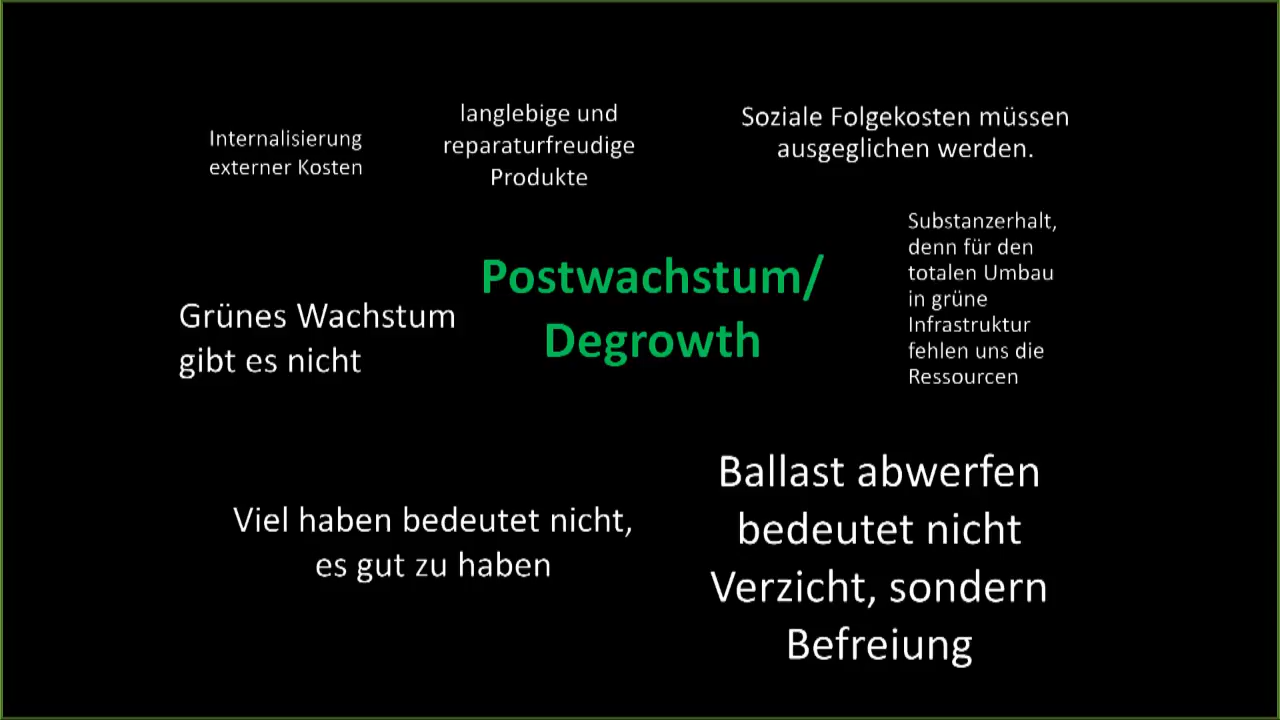 Internalisierung
externer Kosten
langlebige und
reparaturfreudige
Produkte
Soziale Folgekosten müssen
ausgeglichen werden.
Substanzerhalt,
denn für den
totalen Umbau
in grüne
Infrastruktur
fehlen uns die
Ressourcen
Postwachstum/
Degrowth
Grünes Wachstum
gibt es nicht
Viel haben bedeutet nicht,
es gut zu haben
Ballast abwerfen
bedeutet nicht
Verzicht, sondern
Befreiung